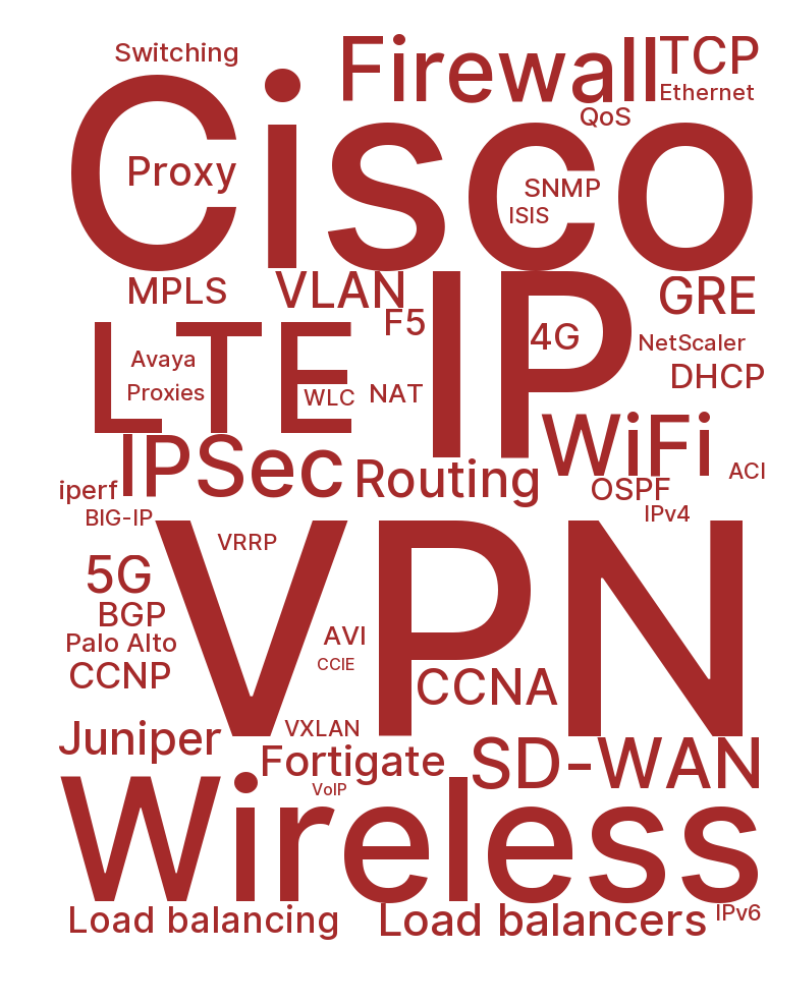 Switching
Firewall
TCP
Ethernet
QoS
Cisco
Proxy
SNMP
ISIS
MPLS
VLAN
IP
GRE
F5
4G
LTE
NetScaler
Avaya
DHCP
Proxies
WLC
NAT
WiFi
IPSec
Routing
ACI
iperf
OSPF
BIG-IP
IPv4
VPN
VRRP
5G
BGP
AVI
Palo Alto
CCIE
CCNP
CCNA
Juniper
VXLAN
Fortigate
SD-WAN
VoIP
Wireless
Load balancing
Load balancers
IPv6